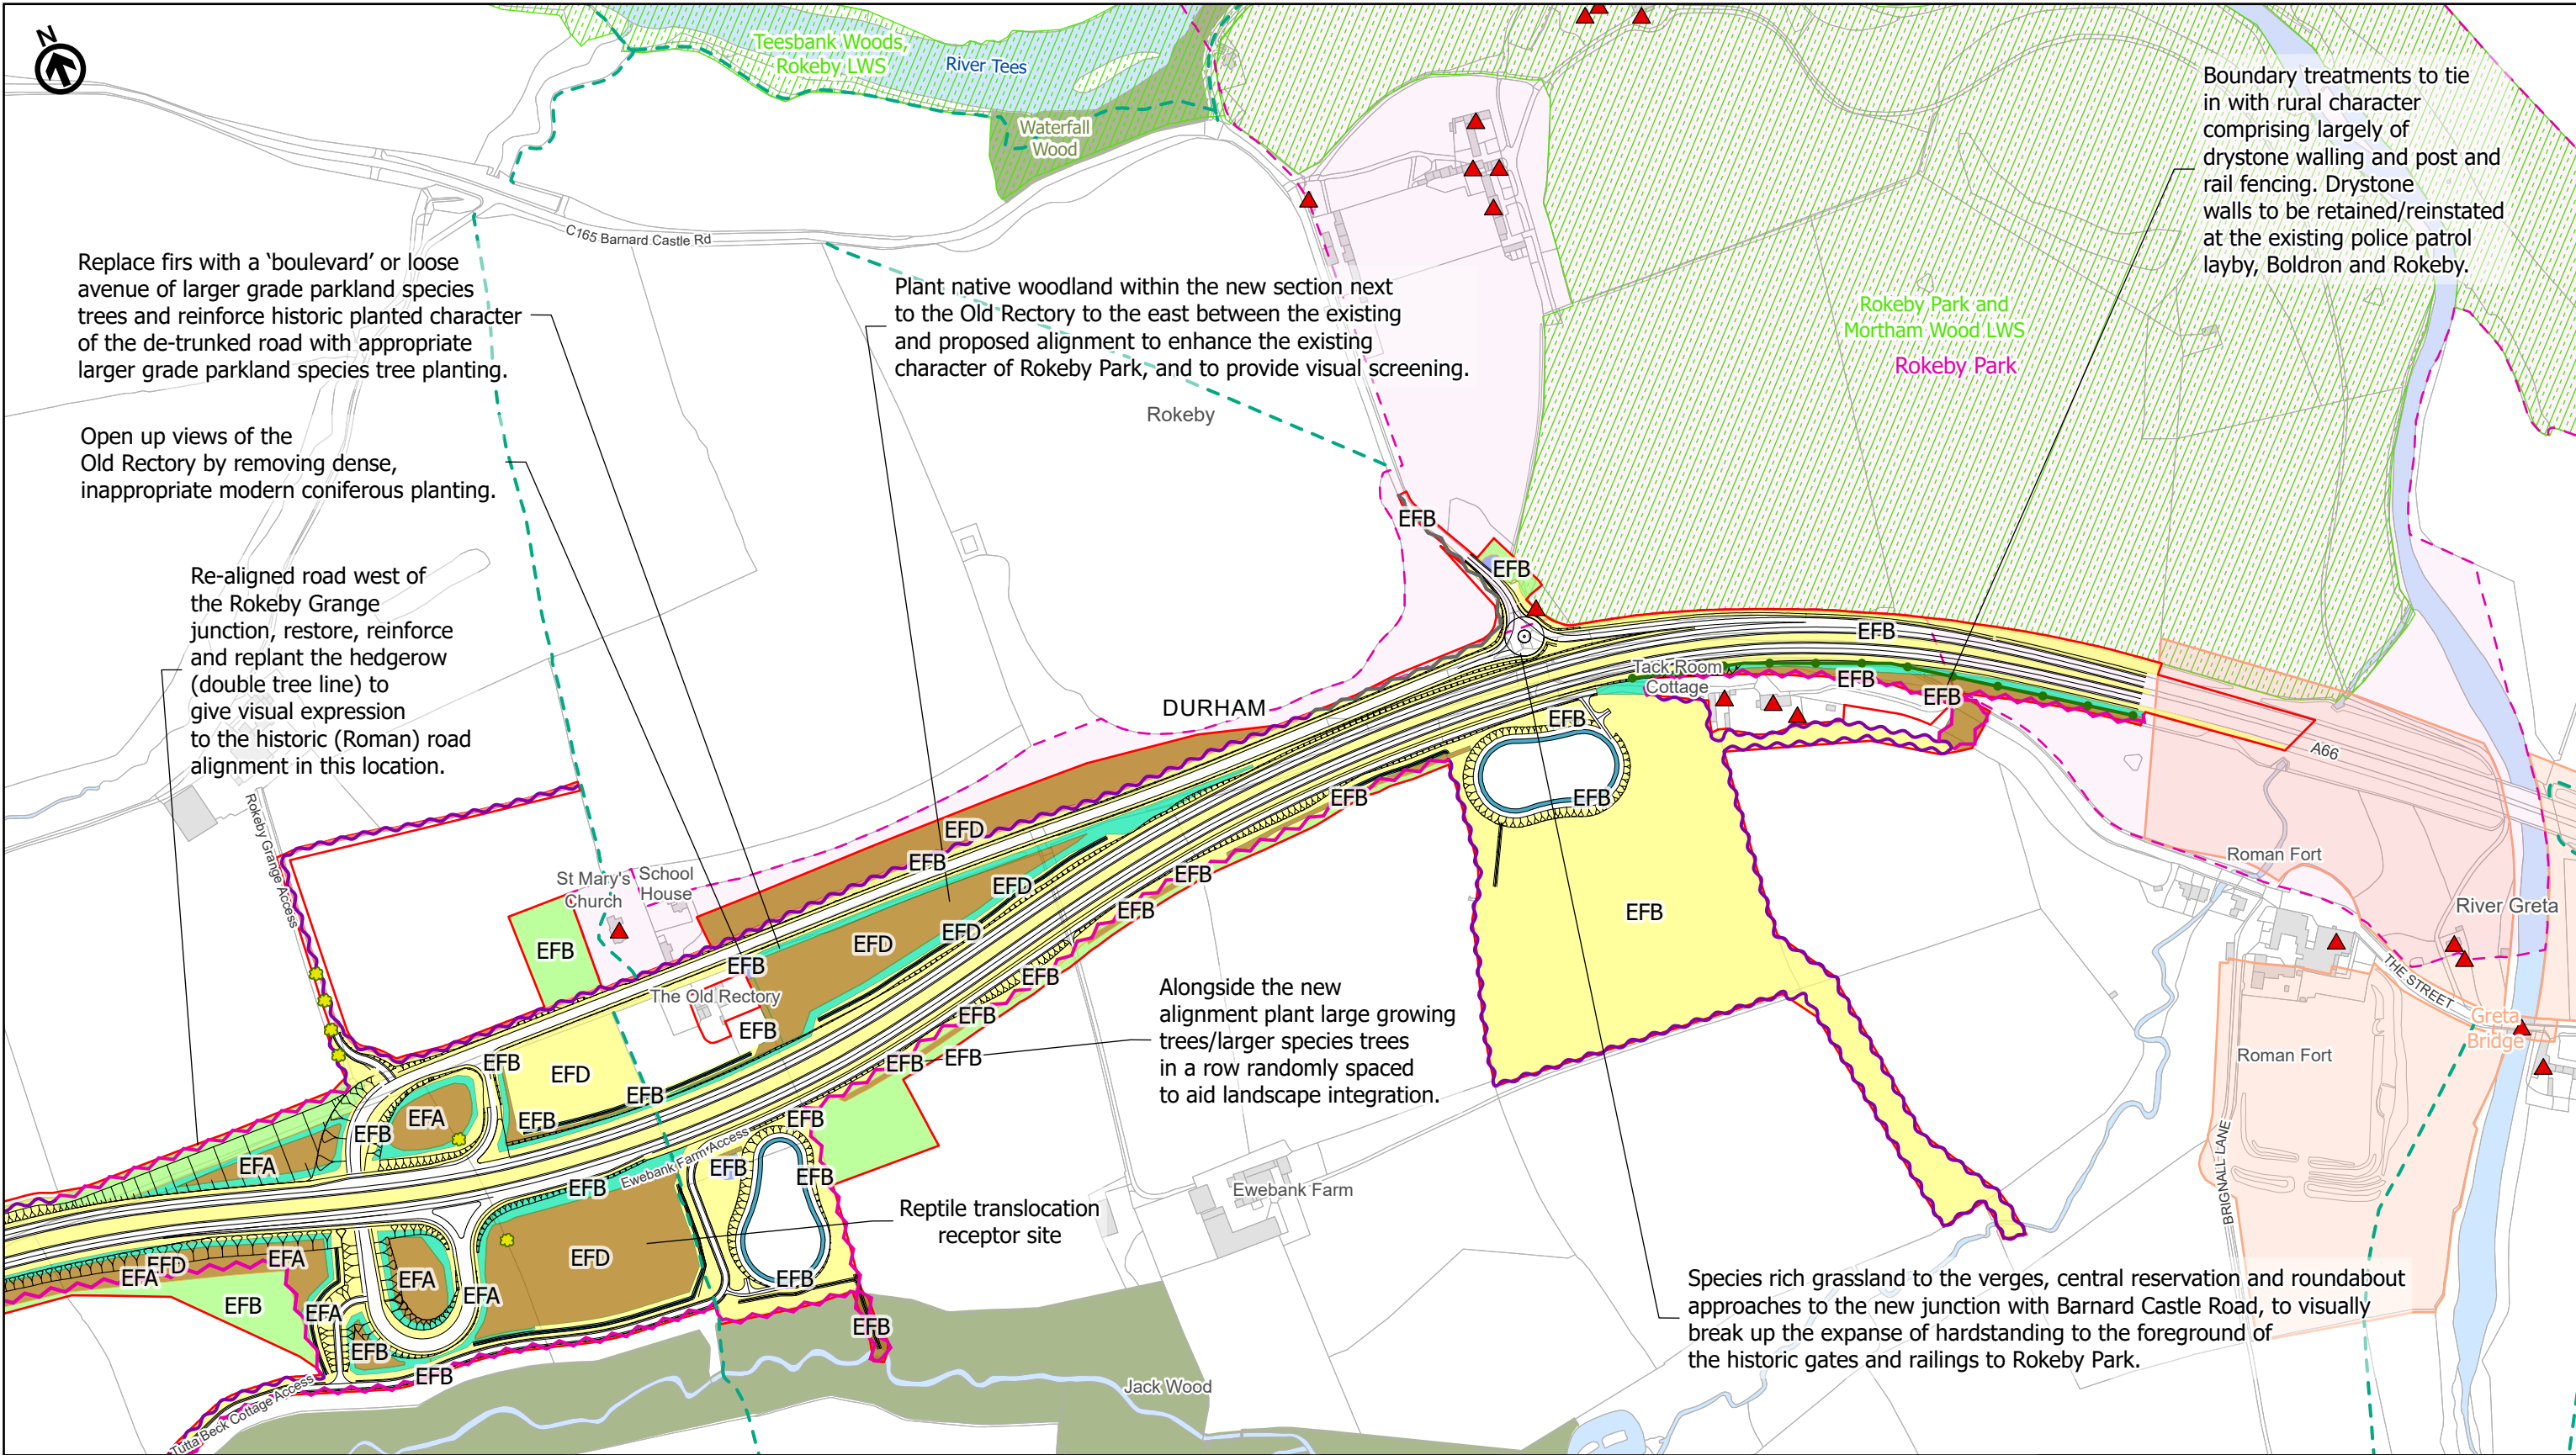 N
Teesbank Woods,
Rokeby LWS
River Tees
Waterfall
Wood
C165 Barnard Castle Rd
Boundary treatments to tie
in with rural character
comprising largely of
drystone walling and post and
rail fencing. Drystone
walls to be retained/reinstated
at the existing police patrol
layby, Boldron and Rokeby.
Replace firs with a ‘boulevard’ or loose
avenue of larger grade parkland species
trees and reinforce historic planted character
of the de-trunked road with appropriate
larger grade parkland species tree planting.
Plant native woodland within the new section next
to the Old Rectory to the east between the existing
and proposed alignment to enhance the existing
character of Rokeby Park, and to provide visual screening.
Rokeby
Rokeby Park and
Mortham Wood LWS
Rokeby Park
Open up views of the
Old Rectory by removing dense,
inappropriate modern coniferous planting.
Re-aligned road west of
the Rokeby Grange
junction, restore, reinforce
and replant the hedgerow
(double tree line) to
give visual expression
to the historic (Roman) road
alignment in this location.
EFB
EFB
EFB
Tack Room
Cottage
EFB
EFB
EFB
DURHAM
A66
EFB
EFB
EFB
Rokeby Grange Access
EFD
EFB
EFD
EFB
EFB
EFD
EFD
St Mary's
Church
School
House
EFB
EFB
The Old Rectory
EFB
EFB
EFB
EFB
Roman Fort
River Greta
THE STREET
Greta
Bridge
Roman Fort
BRIGNALL LANE
Alongside the new
alignment plant large growing
trees/larger species trees
in a row randomly spaced
to aid landscape integration.
EFB
EFD
EFB
EFB
EFB
EFB
EFA
EFB
EFB
EFA
Ewebank Farm Access
EFB
EFB
EFB
EFB
Ewebank Farm
Reptile translocation
receptor site
EFD
EFA
EFD
EFA
EFA
EFA
EFB
EFA
EFB
EFB
EFB
EFB
Jack Wood
Tutta Beck Cottage Access
Species rich grassland to the verges, central reservation and roundabout
approaches to the new junction with Barnard Castle Road, to visually
break up the expanse of hardstanding to the foreground of
the historic gates and railings to Rokeby Park.